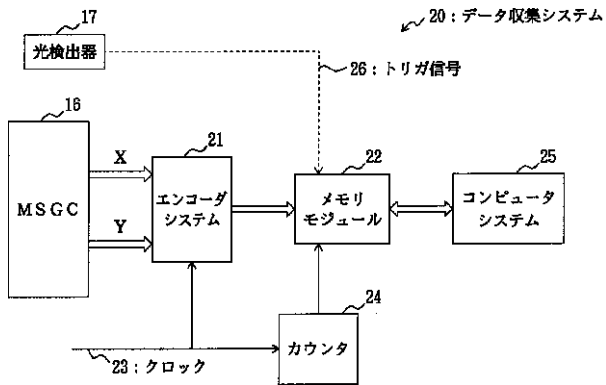 20：データ収集システム
17
光検出器
26：トリガ信号
16
MSGC
X
Y
21
エンコーダ
システム
22
メモリ
モジュール
25
コンピュータ
システム
24
カウンタ
23：クロック